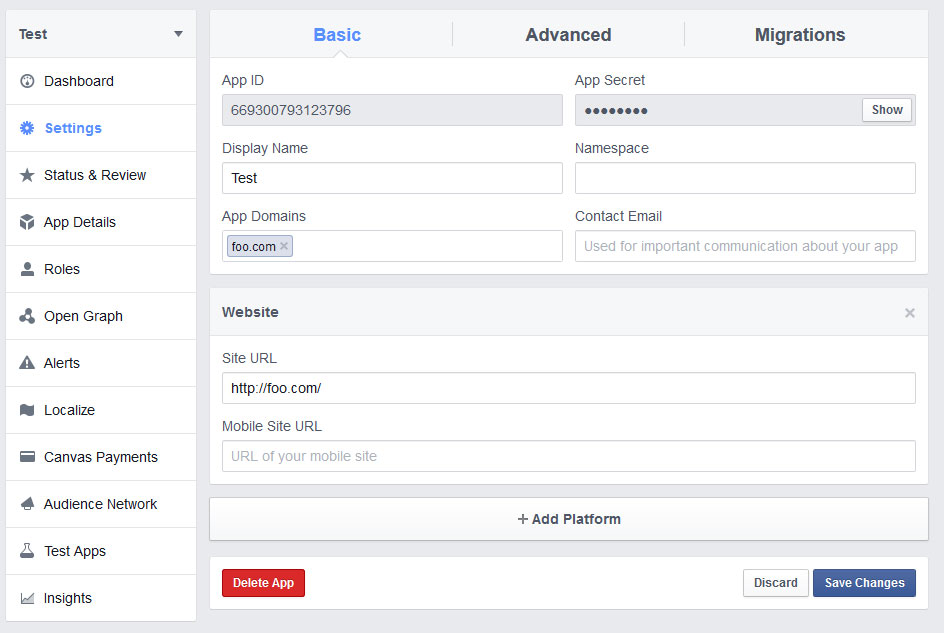 Test
Dashboard
Settings
Status & Review
App Details
Roles
Open Graph
Alerts
Localize
Canvas Payments
Audience Network
Test Apps
Insights
Basic Advanced Migrations
App ID App Secret
669300793123796 •••••••• Show
Display Name Namespace
Test
App Domains Contact Email
foo.com × Used for important communication about your app
Website ×
Site URL
http://foo.com/
Mobile Site URL
URL of your mobile site
+ Add Platform
Delete App Discard Save Changes